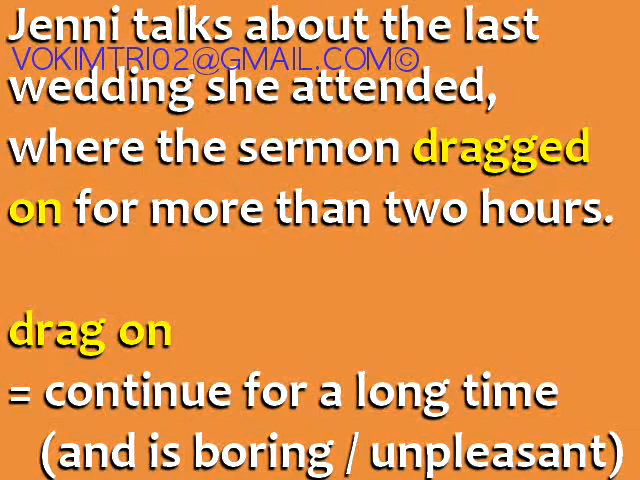 Jenni talks about the last
VOKIMTRI02@GMAIL.COM©
wedding she attended,
where the sermon dragged
on for more than two hours.
drag on
= continue for a long time
(and is boring / unpleasant)